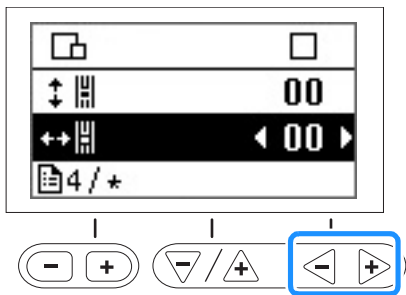 00
00
4 / *
- +
- / +
- +